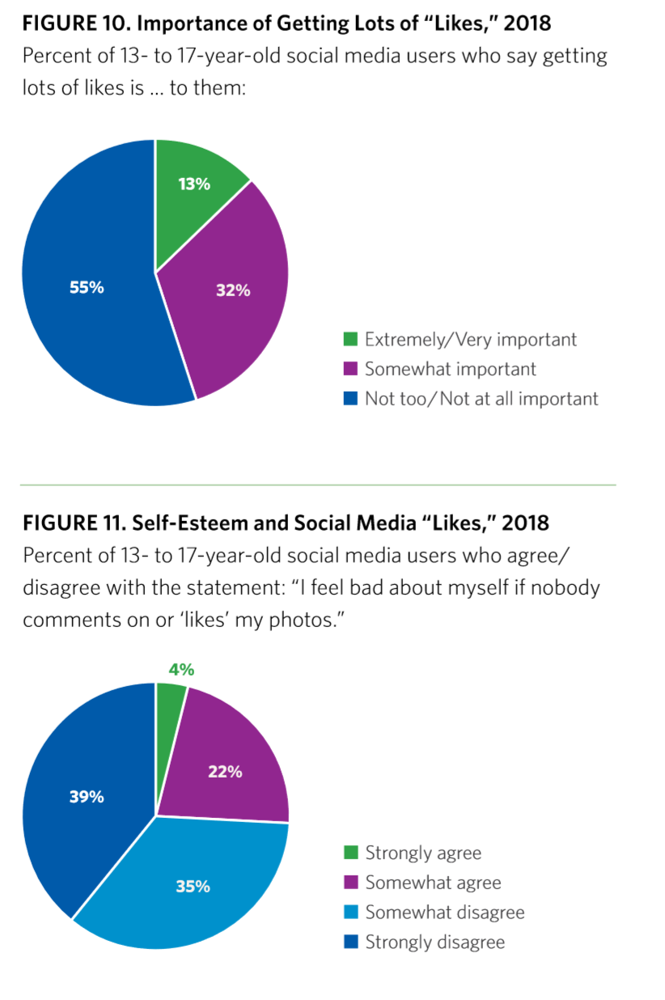 FIGURE 10. Importance of Getting Lots of “Likes,” 2018
Percent of 13- to 17-year-old social media users who say getting
lots of likes is ... to them:
13%
55%
32%
Extremely/Very important
Somewhat important
Not too/Not at all important
FIGURE 11. Self-Esteem and Social Media “Likes,” 2018
Percent of 13- to 17-year-old social media users who agree/
disagree with the statement: “I feel bad about myself if nobody
comments on or ‘likes’ my photos.”
4%
22%
39%
35%
Strongly agree
Somewhat agree
Somewhat disagree
Strongly disagree